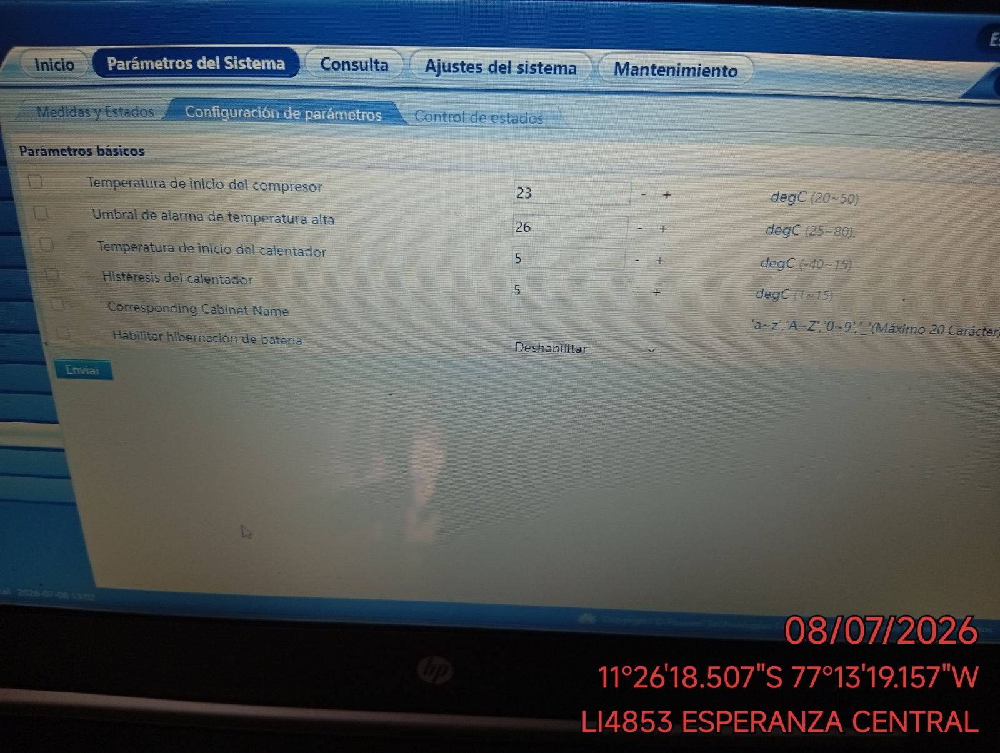 Inicio Parámetros del Sistema Consulta Ajustes del sistema Mantenimiento
Medidas y Estados Configuración de parámetros Control de estados
Parámetros básicos
Temperatura de inicio del compresor 23 - + degC (20~50)
Umbral de alarma de temperatura alta 26 - + degC (25~80).
Temperatura de inicio del calentador 5 - + degC (-40~15)
Histéresis del calentador 5 - + degC (1~15)
Corresponding Cabinet Name 'a~z','A~Z','0~9','_'(Máximo 20 Carácter)
Habilitar hibernación de batería Deshabilitar
Enviar
hp
08/07/2026
11°26'18.507"S 77°13'19.157"W
LI4853 ESPERANZA CENTRAL